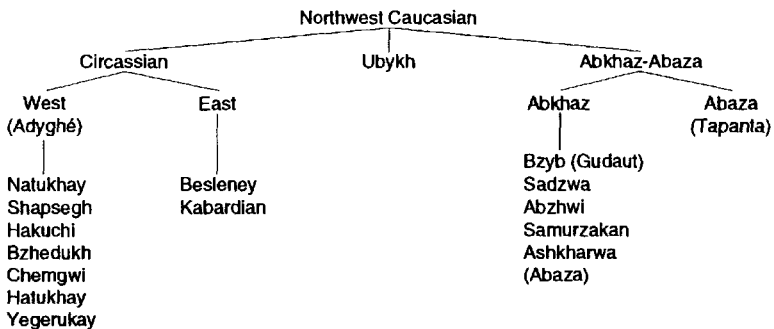 Northwest Caucasian
Circassian
Ubykh
Abkhaz-Abaza
West
(Adyghé)
East
Abkhaz
Abaza
(Tapanta)
Natukhay
Shapsegh
Hakuchi
Bzhedukh
Chemgwi
Hatukhay
Yegerukay
Besleney
Kabardian
Bzyb (Gudaut)
Sadzwa
Abzhwi
Samurzakan
Ashkharwa
(Abaza)